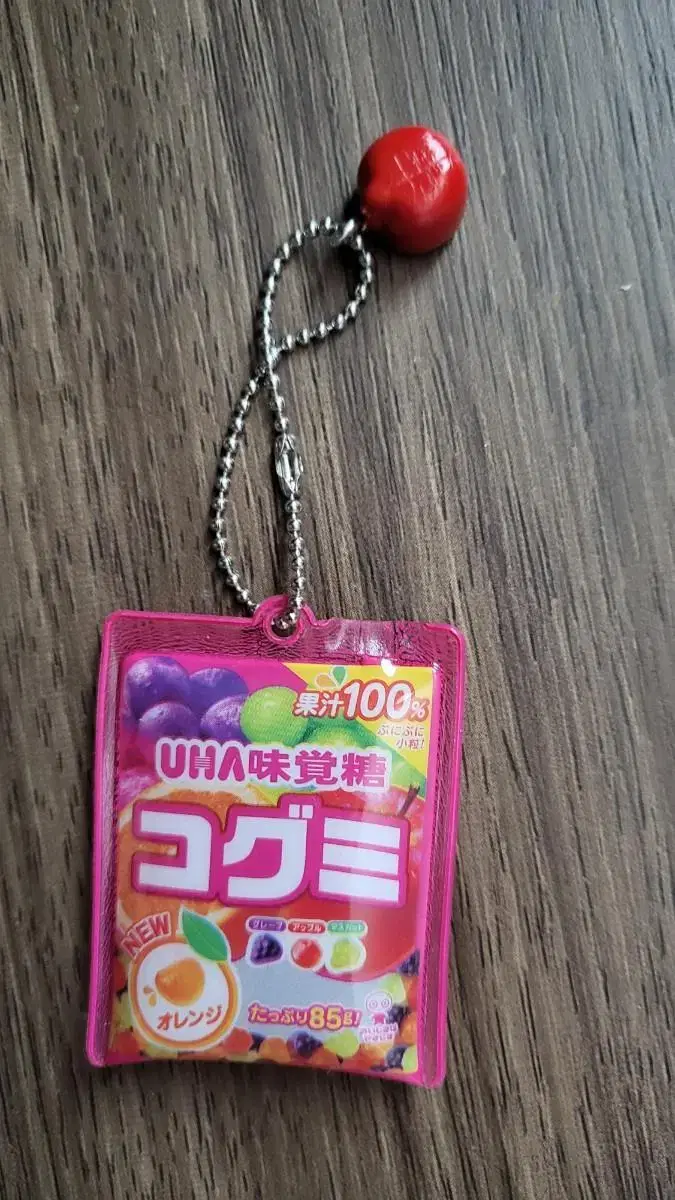 果汁100%
ぷにぷに
小粒!
UHA味覚糖
コグミ
グレープ アップル マスカット
NEW
オレンジ
たっぷり85g!